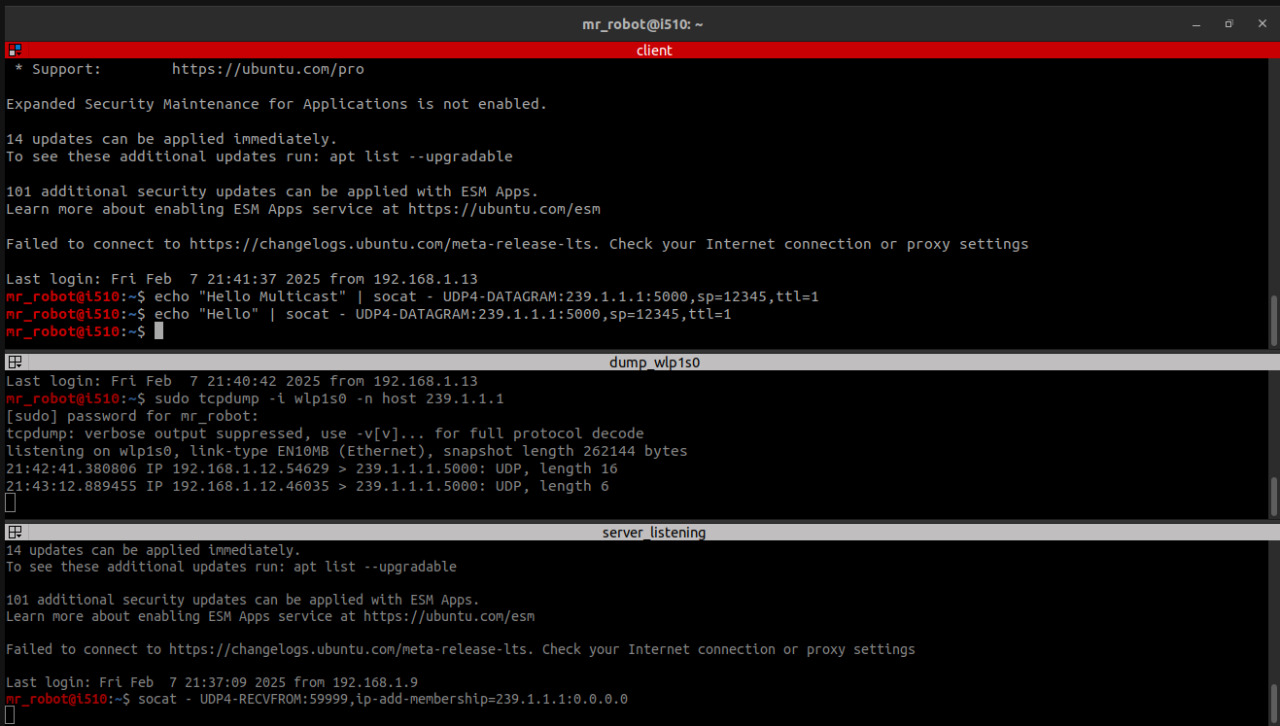 mr_robot@i510: ~
client
* Support:        https://ubuntu.com/pro
Expanded Security Maintenance for Applications is not enabled.
14 updates can be applied immediately.
To see these additional updates run: apt list --upgradable
101 additional security updates can be applied with ESM Apps.
Learn more about enabling ESM Apps service at https://ubuntu.com/esm
Failed to connect to https://changelogs.ubuntu.com/meta-release-lts. Check your Internet connection or proxy settings
Last login: Fri Feb  7 21:41:37 2025 from 192.168.1.13
mr_robot@i510:~$ echo "Hello Multicast" | socat - UDP4-DATAGRAM:239.1.1.1:5000,sp=12345,ttl=1
mr_robot@i510:~$ echo "Hello" | socat - UDP4-DATAGRAM:239.1.1.1:5000,sp=12345,ttl=1
mr_robot@i510:~$
dump_wlp1s0
Last login: Fri Feb  7 21:40:42 2025 from 192.168.1.13
mr_robot@i510:~$ sudo tcpdump -i wlp1s0 -n host 239.1.1.1
[sudo] password for mr_robot:
tcpdump: verbose output suppressed, use -v[v]... for full protocol decode
listening on wlp1s0, link-type EN10MB (Ethernet), snapshot length 262144 bytes
21:42:41.380806 IP 192.168.1.12.54629 > 239.1.1.1.5000: UDP, length 16
21:43:12.889455 IP 192.168.1.12.46035 > 239.1.1.1.5000: UDP, length 6
server_listening
14 updates can be applied immediately.
To see these additional updates run: apt list --upgradable
101 additional security updates can be applied with ESM Apps.
Learn more about enabling ESM Apps service at https://ubuntu.com/esm
Failed to connect to https://changelogs.ubuntu.com/meta-release-lts. Check your Internet connection or proxy settings
Last login: Fri Feb  7 21:37:09 2025 from 192.168.1.9
mr_robot@i510:~$ socat - UDP4-RECVFROM:59999,ip-add-membership=239.1.1.1:0.0.0.0